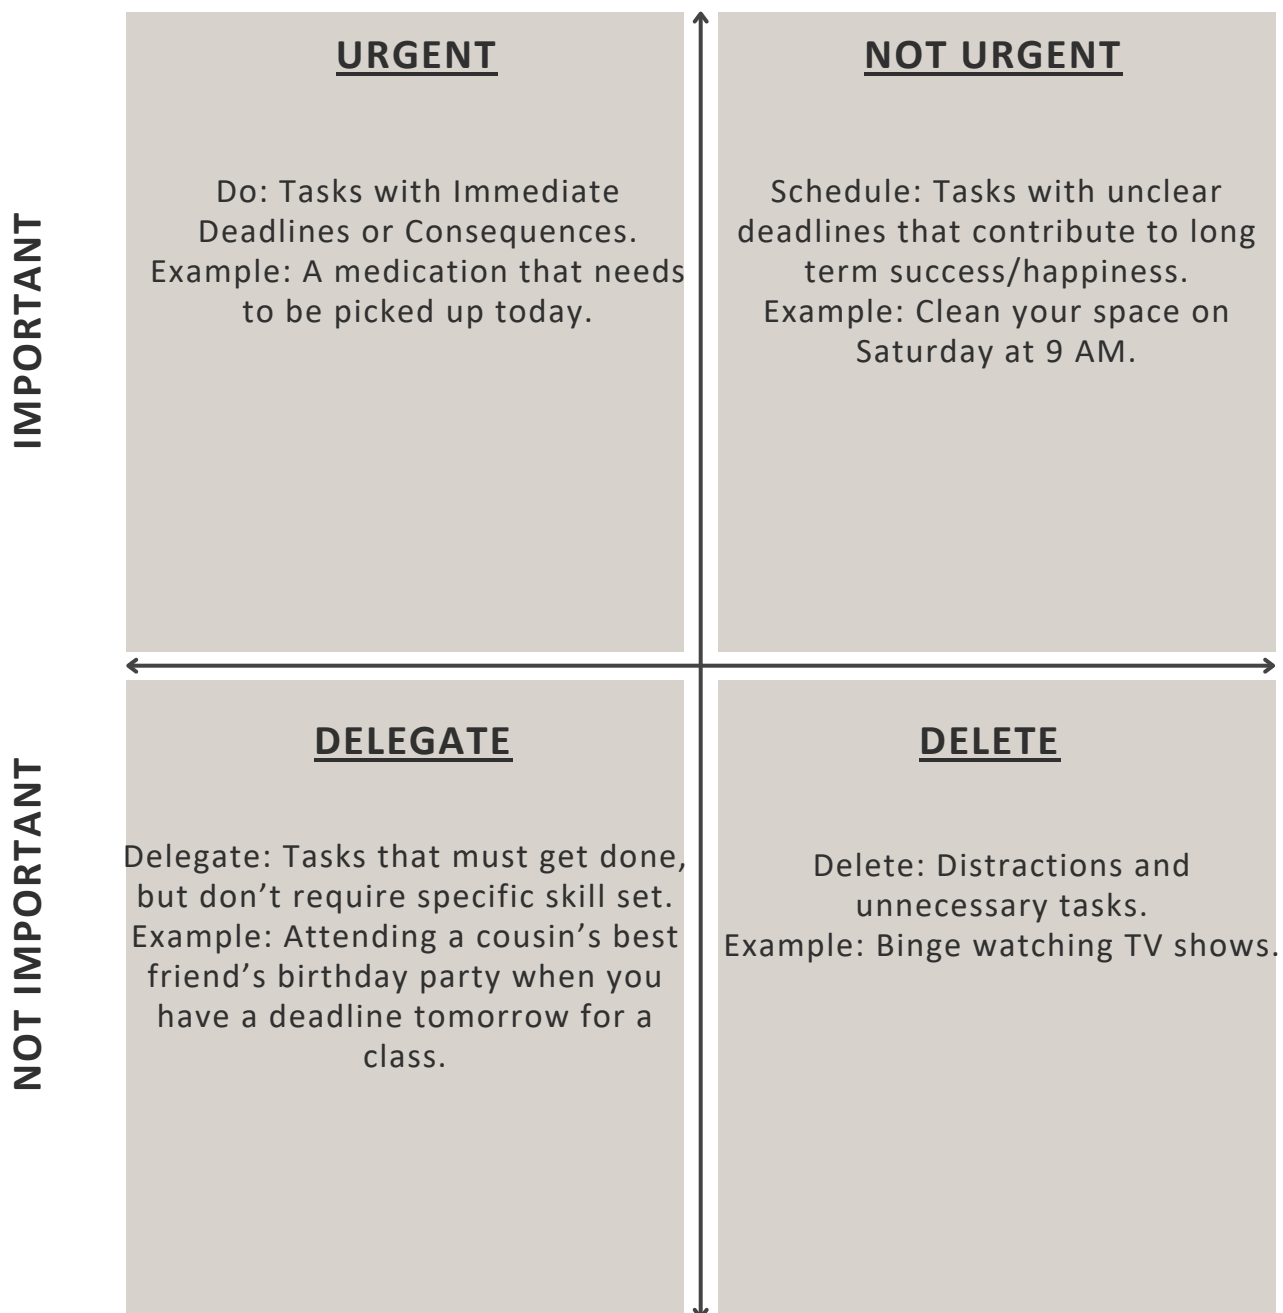 IMPORTANT
URGENT
Do: Tasks with Immediate
Deadlines or Consequences.
Example: A medication that needs
to be picked up today.
NOT URGENT
Schedule: Tasks with unclear
deadlines that contribute to long
term success/happiness.
Example: Clean your space on
Saturday at 9 AM.
NOT IMPORTANT
DELEGATE
Delegate: Tasks that must get done,
but don’t require specific skill set.
Example: Attending a cousin’s best
friend’s birthday party when you
have a deadline tomorrow for a
class.
DELETE
Delete: Distractions and
unnecessary tasks.
Example: Binge watching TV shows.